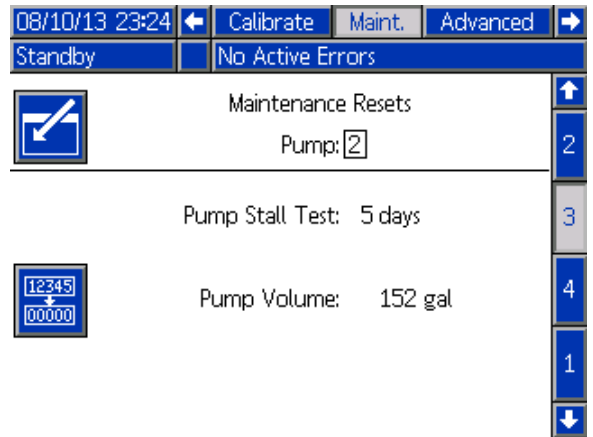 08/10/13 23:24 Calibrate Maint. Advanced
Standby No Active Errors
Maintenance Resets
Pump: 2
2
Pump Stall Test: 5 days
3
12345
00000
Pump Volume: 152 gal
4
1